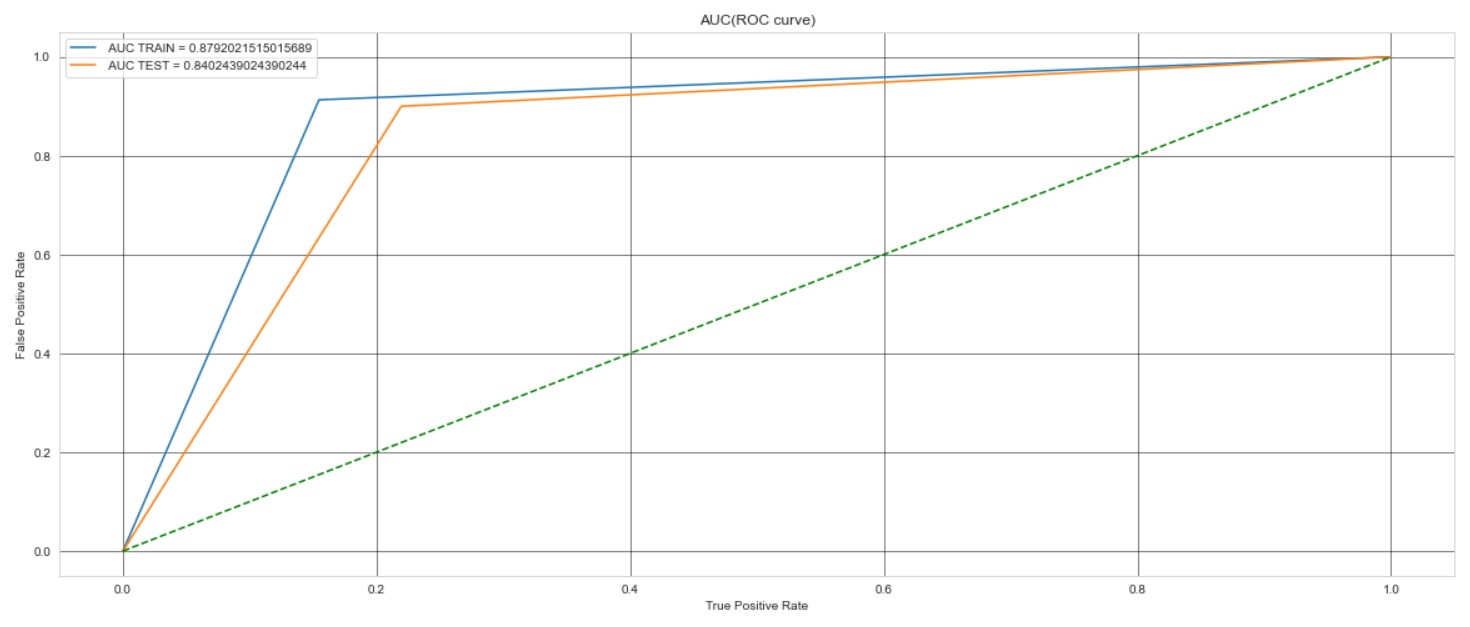 AUC(ROC curve)
AUC TRAIN = 0.8792021515015689
AUC TEST = 0.8402439024390244
1.0
0.8
0.6
0.4
0.2
0.0
False Positive Rate
0.0 0.2 0.4 0.6 0.8 1.0
True Positive Rate